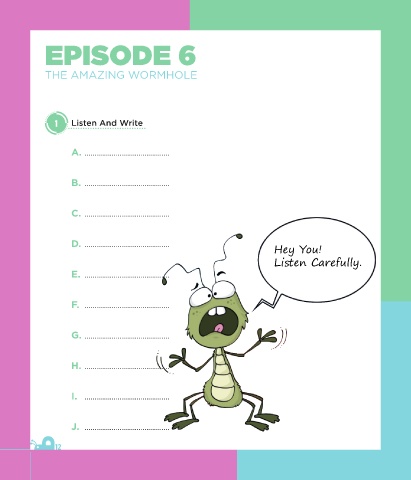 EPISODE 6
THE AMAZING WORMHOLE
1 Listen And Write
A. ........................................
B. ........................................
C. ........................................
D. ........................................
E. ........................................
F. ........................................
G. ........................................
H. ........................................
I. ........................................
J. ........................................
Hey You!
Listen Carefully.
12